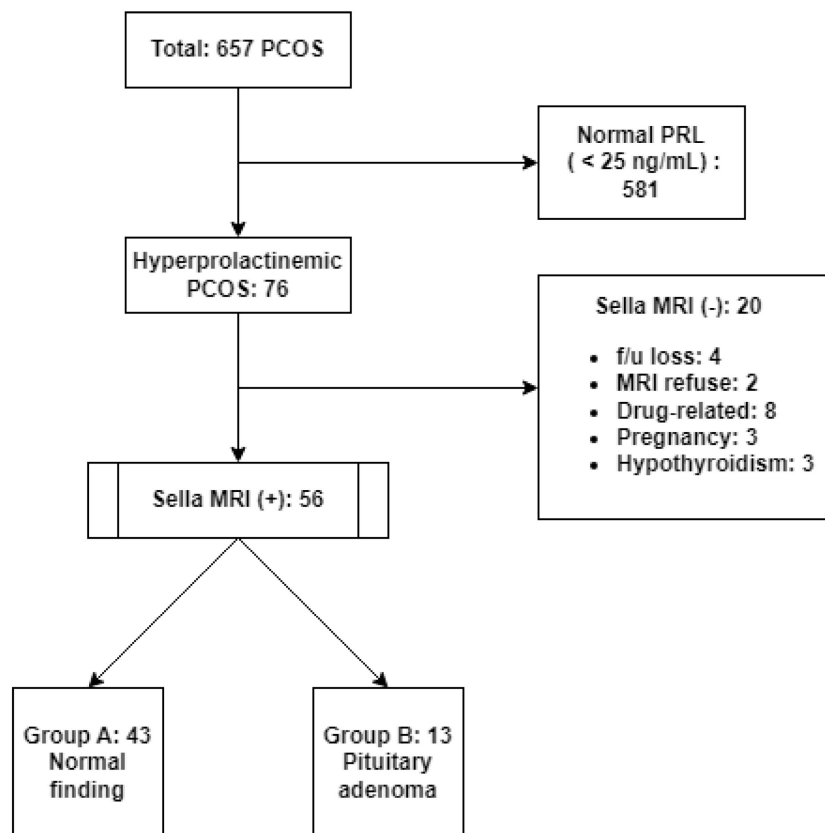 Total: 657 PCOS
Normal PRL
( < 25 ng/mL) :
581
Hyperprolactinemic
PCOS: 76
Sella MRI (-): 20
• f/u loss: 4
• MRI refuse: 2
• Drug-related: 8
• Pregnancy: 3
• Hypothyroidism: 3
Sella MRI (+): 56
Group A: 43
Normal
finding
Group B: 13
Pituitary
adenoma